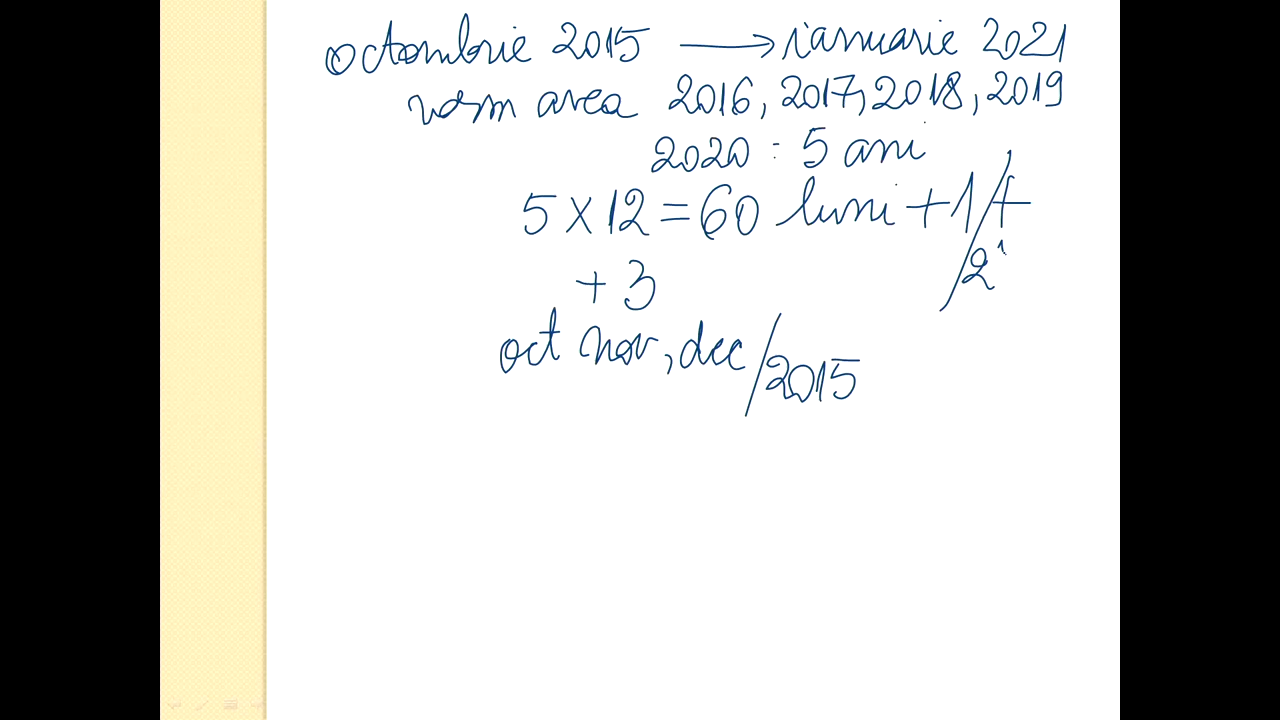 octombrie 2015 → ianuarie 2021
vom avea 2016, 2017, 2018, 2019
2020 : 5 ani
5 x 12 = 60 luni + 1/
+ 3
oct nov, dec /2015